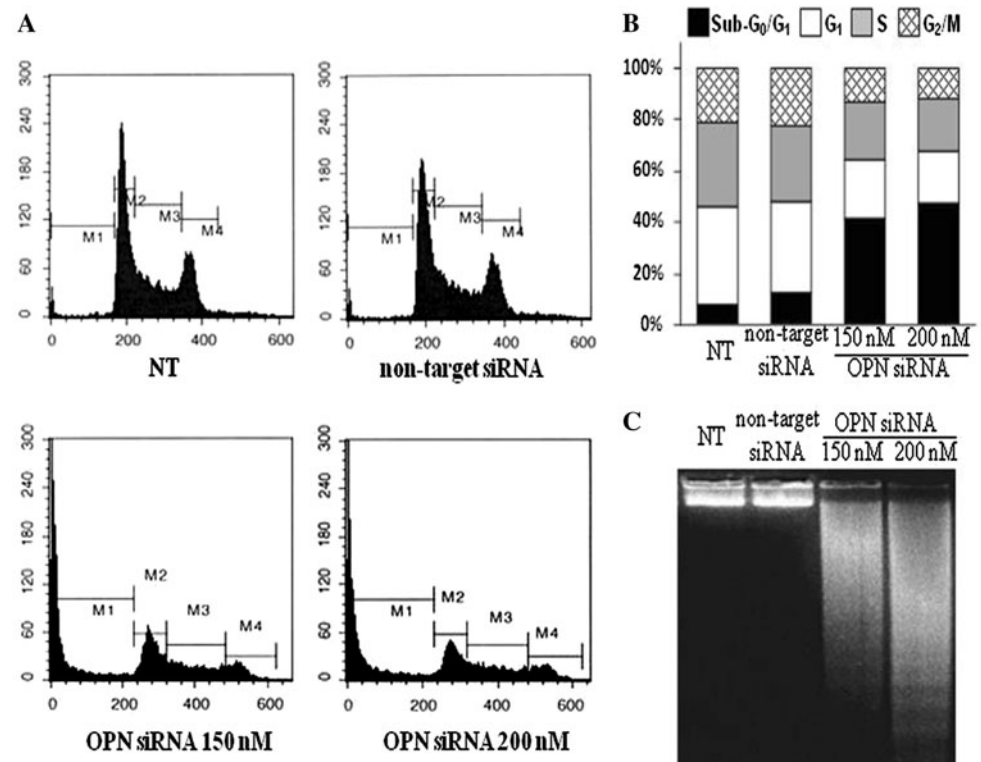 A
300
240
180
120
60
0
M1
M2
M3
M4
0 200 400 600
NT
300
240
180
120
60
0
M1
M2
M3
M4
0 200 400 600
non-target siRNA
300
240
180
120
60
0
M1
M2
M3
M4
0 200 400 600
OPN siRNA 150 nM
300
240
180
120
60
0
M1
M2
M3
M4
0 200 400 600
OPN siRNA 200 nM
B
Sub-G₀/G₁ G₁ S G₂/M
100%
80%
60%
40%
20%
0%
NT
non-target
siRNA
150 nM 200 nM
OPN siRNA
C
NT
non-target
siRNA
OPN siRNA
150 nM 200 nM